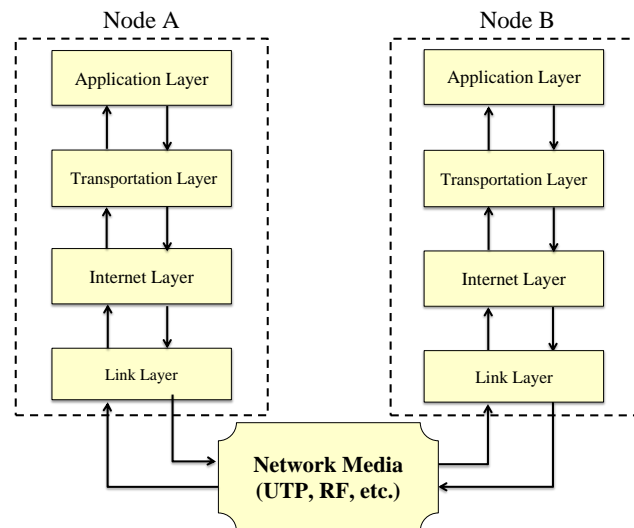 Node A
Application Layer
Transportation Layer
Internet Layer
Link Layer
Node B
Application Layer
Transportation Layer
Internet Layer
Link Layer
Network Media
(UTP, RF, etc.)